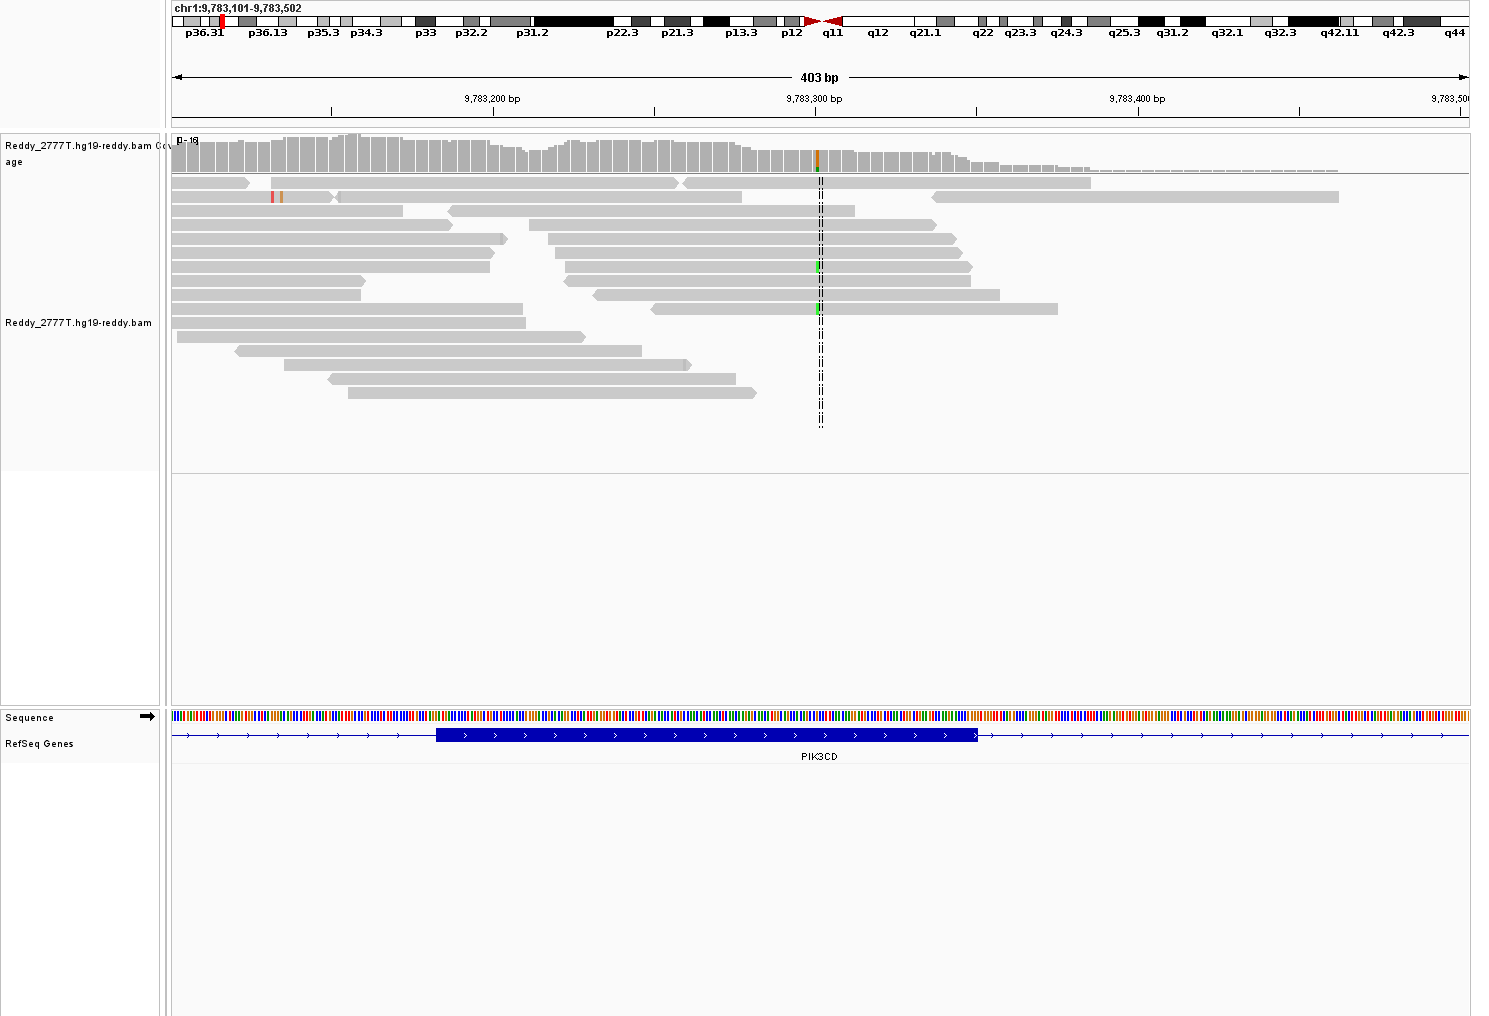 chr1:9,783,101-9,783,502
p36.31 p36.13 p35.3 p34.3 p33 p32.2 p31.2 p22.3 p21.3 p13.3 p12 q11 q12 q21.1 q22 q23.3 q24.3 q25.3 q31.2 q32.1 q32.3 q42.11 q42.3 q44
403 bp
9,783,200 bp 9,783,300 bp 9,783,400 bp 9,783,50
Reddy_2777T.hg19-reddy.bam Cov
age
Reddy_2777T.hg19-reddy.bam
Sequence
RefSeq Genes
PIK3CD